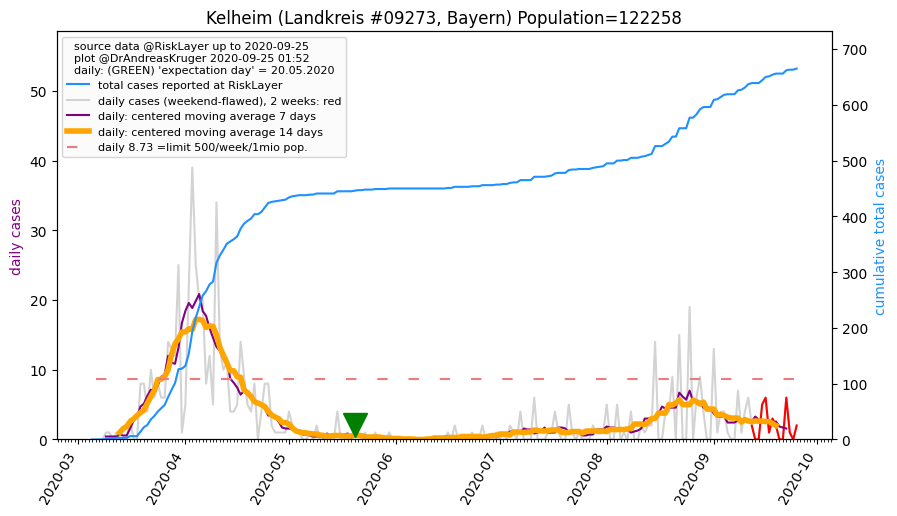 Kelheim (Landkreis #09273, Bayern) Population=122258
source data @RiskLayer up to 2020-09-25
plot @DrAndreasKruger 2020-09-25 01:52
daily: (GREEN) 'expectation day' = 20.05.2020
total cases reported at RiskLayer
daily cases (weekend-flawed), 2 weeks: red
daily: centered moving average 7 days
daily: centered moving average 14 days
daily 8.73 =limit 500/week/1mio pop.
daily cases
50
40
30
20
10
0
cumulative total cases
700
600
500
400
300
200
100
0
2020-03
2020-04
2020-05
2020-06
2020-07
2020-08
2020-09
2020-10